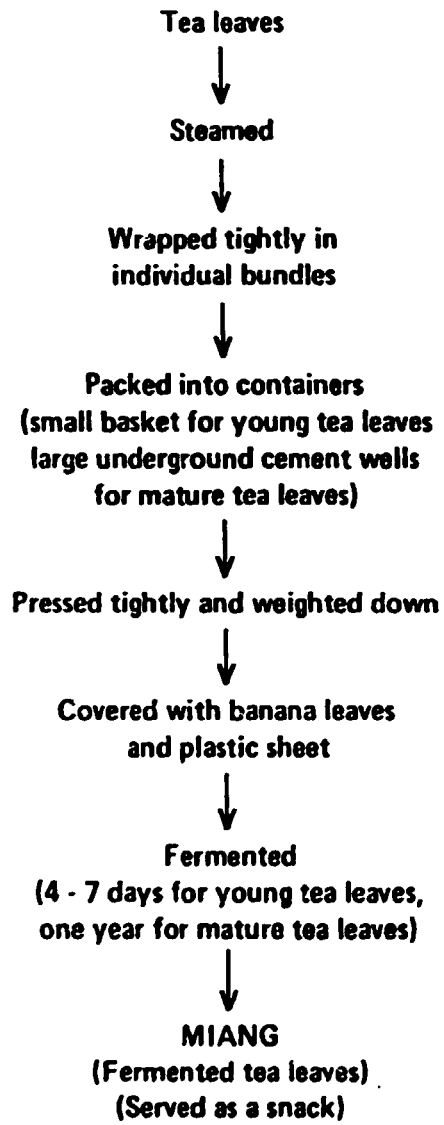 Tea leaves
Steamed
Wrapped tightly in
individual bundles
Packed into containers
(small basket for young tea leaves
large underground cement wells
for mature tea leaves)
Pressed tightly and weighted down
Covered with banana leaves
and plastic sheet
Fermented
(4 - 7 days for young tea leaves,
one year for mature tea leaves)
MIANG
(Fermented tea leaves)
(Served as a snack)